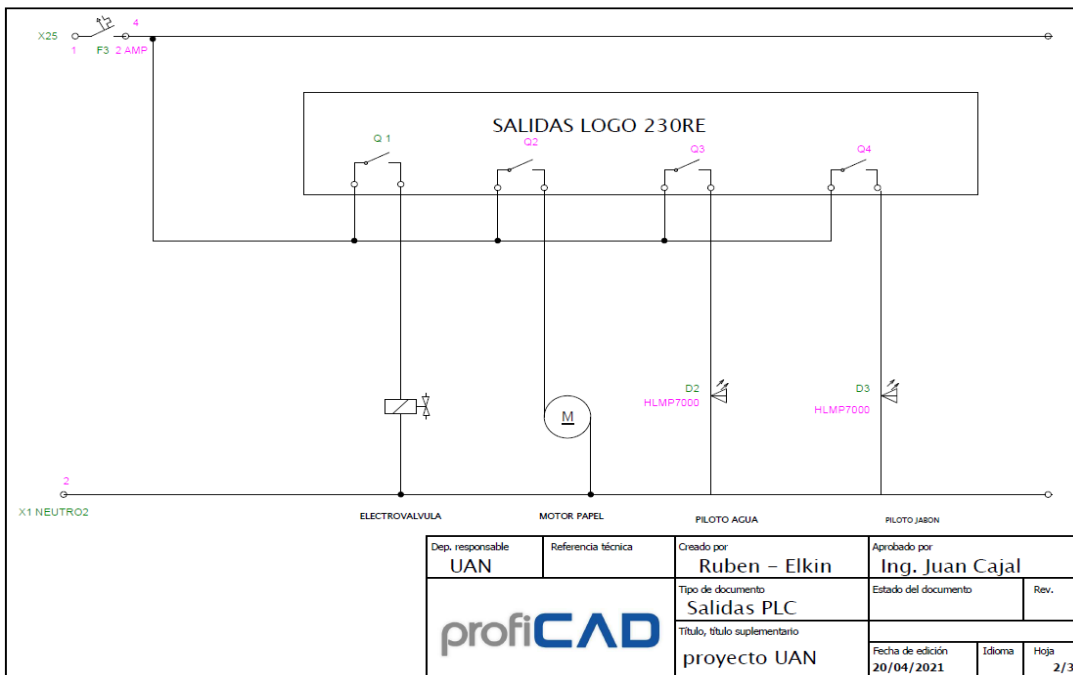 4
X25
1 F3 2 AMP
SALIDAS LOGO 230RE
Q 1
Q2
Q3
Q4
D2
HLMP7000
D3
HLMP7000
M
2
X1 NEUTRO2
ELECTROVALVULA
MOTOR PAPEL
PILOTO AGUA
PILOTO JABON
Dep. responsable
UAN
Referencia técnica
Creado por
Ruben – Elkin
Aprobado por
Ing. Juan Cajal
profiCAD
Tipo de documento
Salidas PLC
Estado del documento
Rev.
Título, título suplementario
proyecto UAN
Fecha de edición
20/04/2021
Idioma
Hoja
2/3